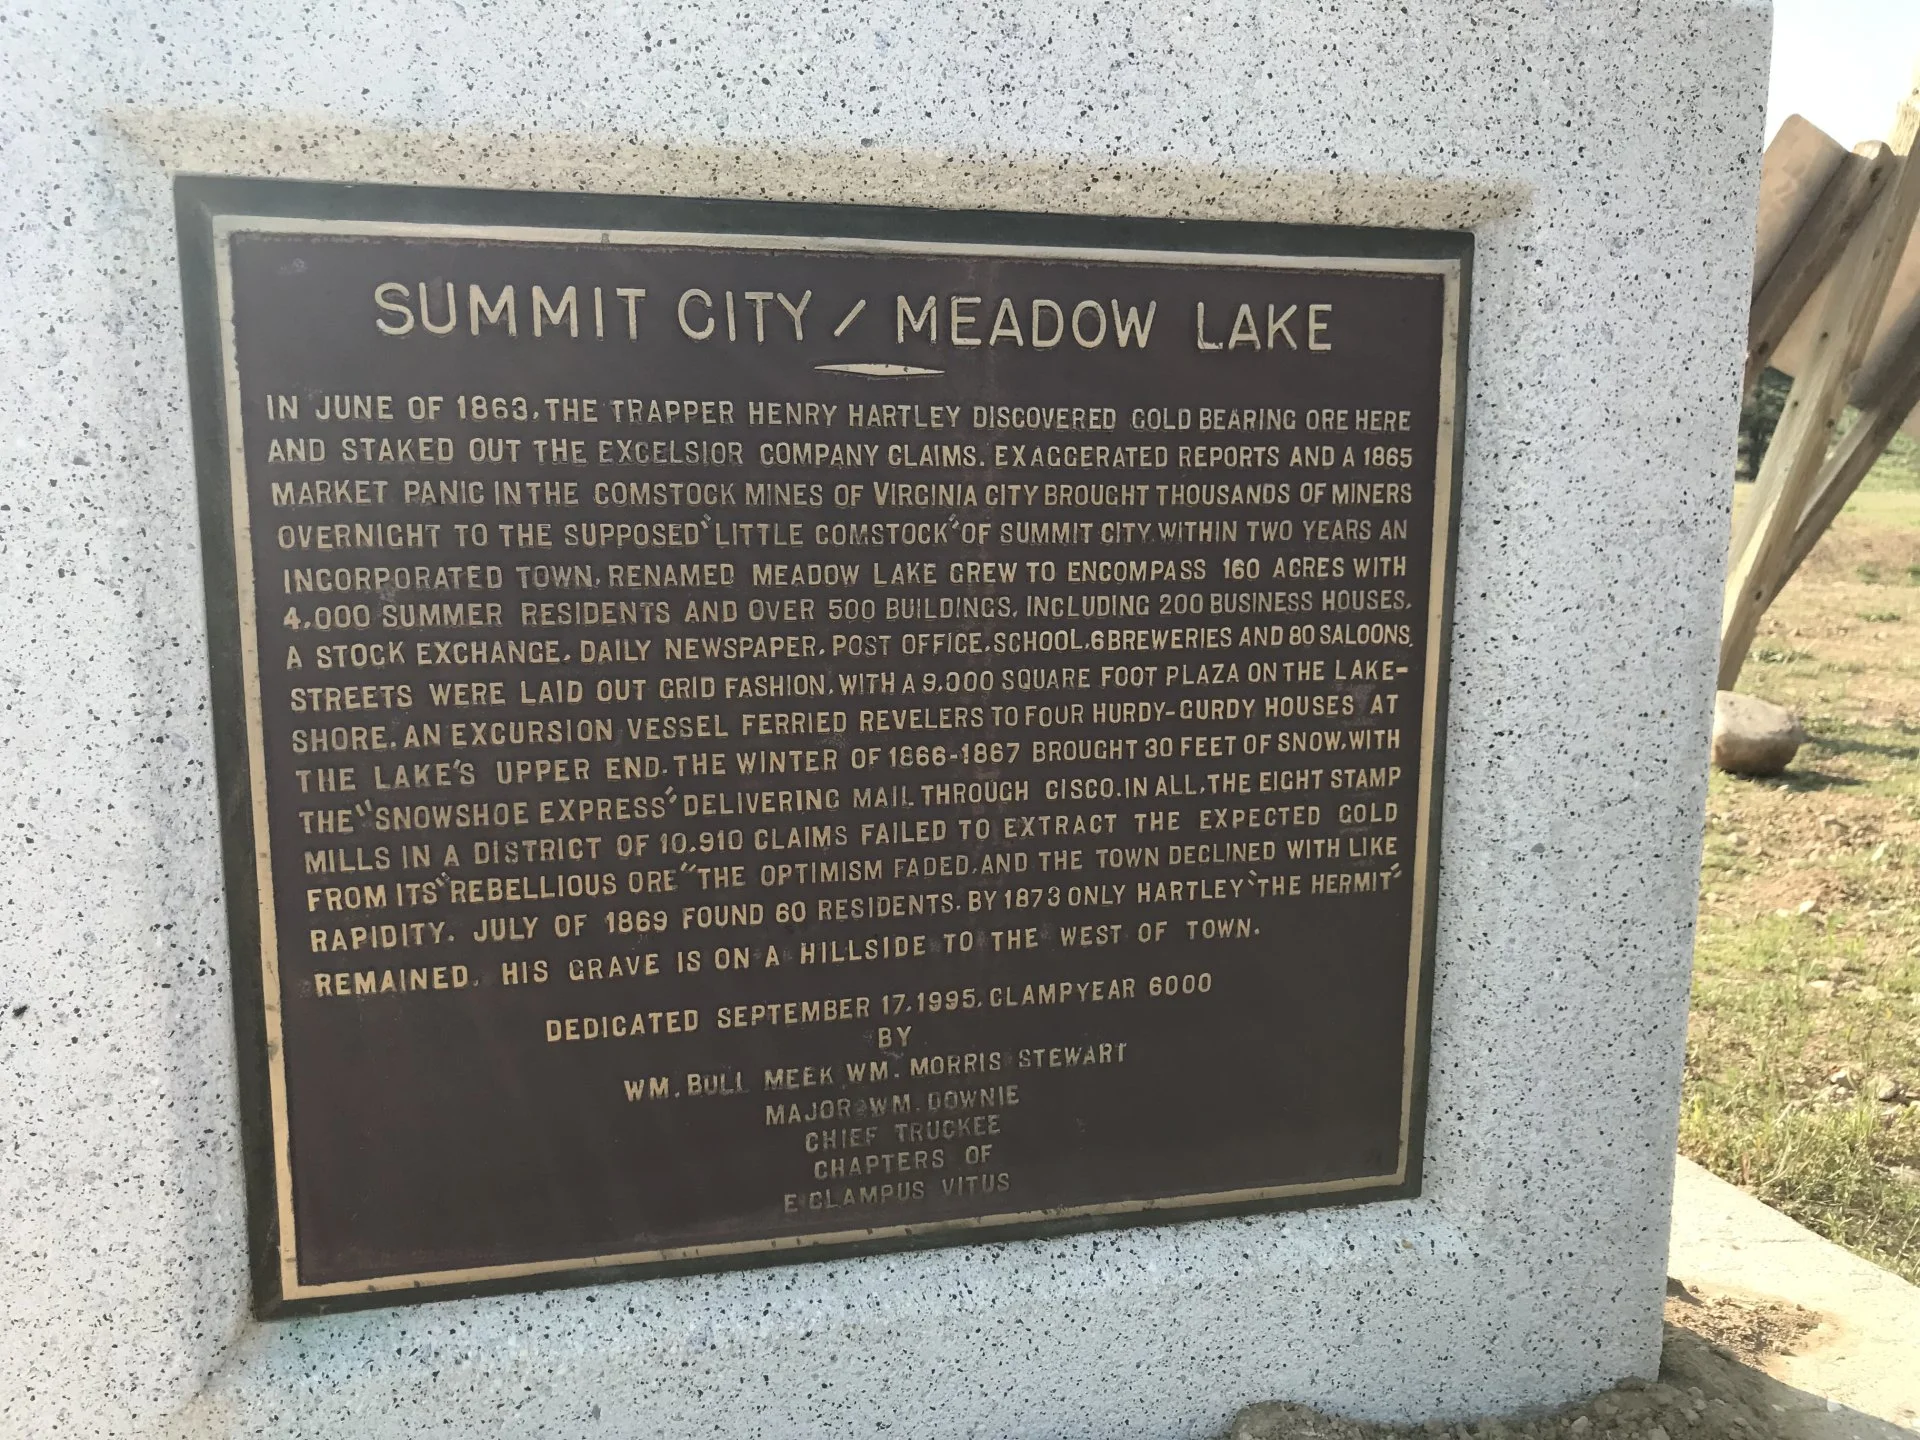 SUMMIT CITY / MEADOW LAKE
IN JUNE OF 1863, THE TRAPPER HENRY HARTLEY DISCOVERED GOLD BEARING ORE HERE
AND STAKED OUT THE EXCELSIOR COMPANY CLAIMS. EXAGGERATED REPORTS AND A 1865
MARKET PANIC IN THE COMSTOCK MINES OF VIRGINIA CITY BROUGHT THOUSANDS OF MINERS
OVERNIGHT TO THE SUPPOSED "LITTLE COMSTOCK" OF SUMMIT CITY. WITHIN TWO YEARS AN
INCORPORATED TOWN, RENAMED MEADOW LAKE GREW TO ENCOMPASS 160 ACRES WITH
4,000 SUMMER RESIDENTS AND OVER 500 BUILDINGS, INCLUDING 200 BUSINESS HOUSES,
A STOCK EXCHANGE, DAILY NEWSPAPER, POST OFFICE, SCHOOL, 6 BREWERIES AND 80 SALOONS.
STREETS WERE LAID OUT GRID FASHION, WITH A 9,000 SQUARE FOOT PLAZA ON THE LAKE-
SHORE. AN EXCURSION VESSEL FERRIED REVELERS TO FOUR HURDY-GURDY HOUSES AT
THE LAKE'S UPPER END. THE WINTER OF 1866-1867 BROUGHT 30 FEET OF SNOW, WITH
THE "SNOWSHOE EXPRESS" DELIVERING MAIL THROUGH CISCO. IN ALL, THE EIGHT STAMP
MILLS IN A DISTRICT OF 10,910 CLAIMS FAILED TO EXTRACT THE EXPECTED GOLD
FROM ITS "REBELLIOUS ORE" THE OPTIMISM FADED, AND THE TOWN DECLINED WITH LIKE
RAPIDITY. JULY OF 1869 FOUND 60 RESIDENTS. BY 1873 ONLY HARTLEY "THE HERMIT"
REMAINED. HIS GRAVE IS ON A HILLSIDE TO THE WEST OF TOWN.
DEDICATED SEPTEMBER 17, 1995, CLAMPYEAR 6000
BY
WM. BULL MEEK WM. MORRIS STEWART
MAJOR WM. DOWNIE
CHIEF TRUCKEE
CHAPTERS OF
E CLAMPUS VITUS